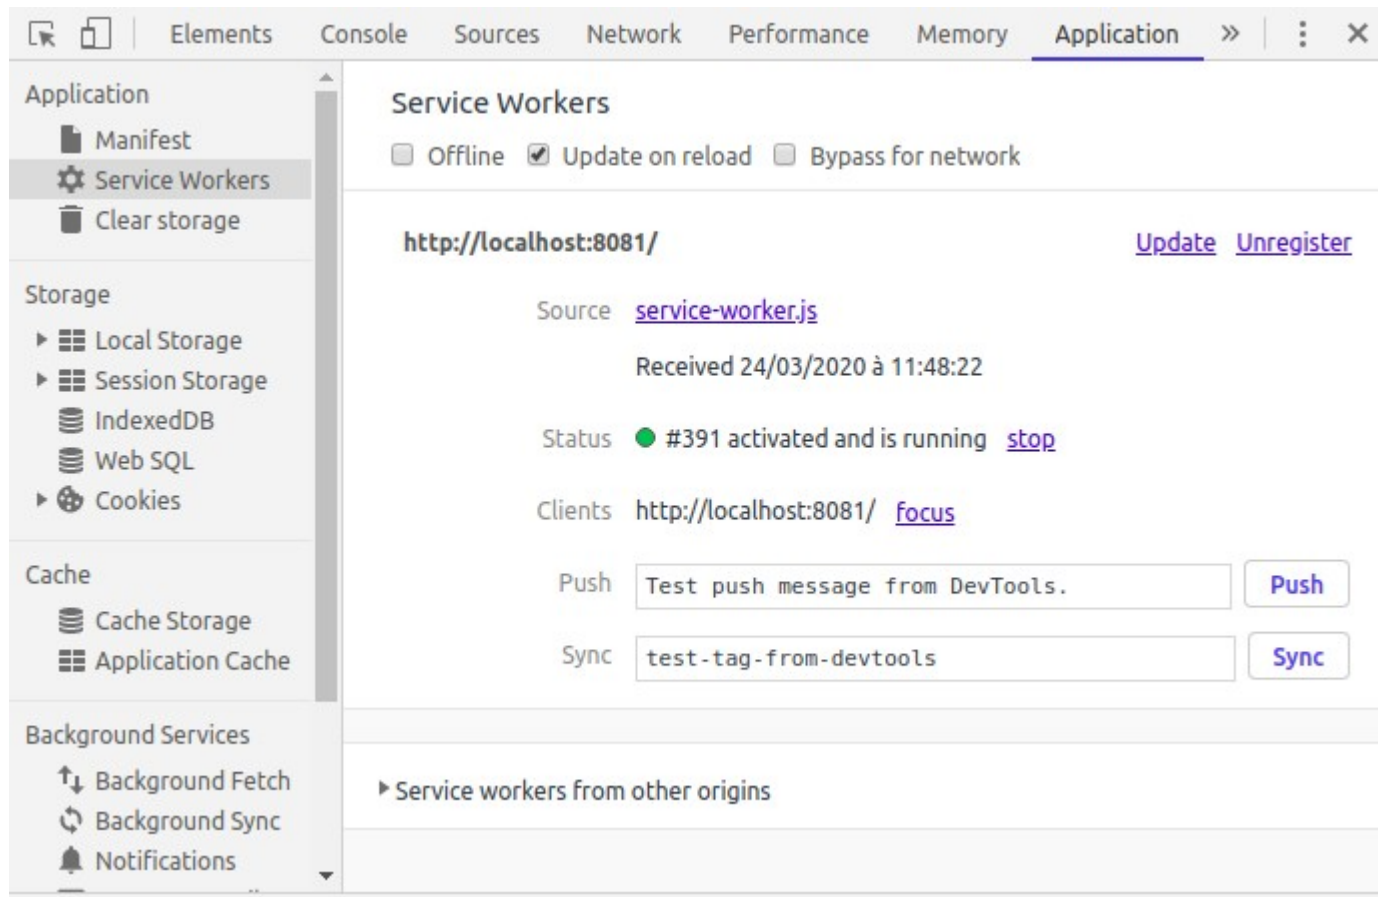 Elements Console Sources Network Performance Memory Application »
Application
Manifest
Service Workers
Clear storage
Storage
Local Storage
Session Storage
IndexedDB
Web SQL
Cookies
Cache
Cache Storage
Application Cache
Background Services
Background Fetch
Background Sync
Notifications
Service Workers
Offline Update on reload Bypass for network
http://localhost:8081/ Update Unregister
Source service-worker.js
Received 24/03/2020 à 11:48:22
Status #391 activated and is running stop
Clients http://localhost:8081/ focus
Push Test push message from DevTools. Push
Sync test-tag-from-devtools Sync
Service workers from other origins